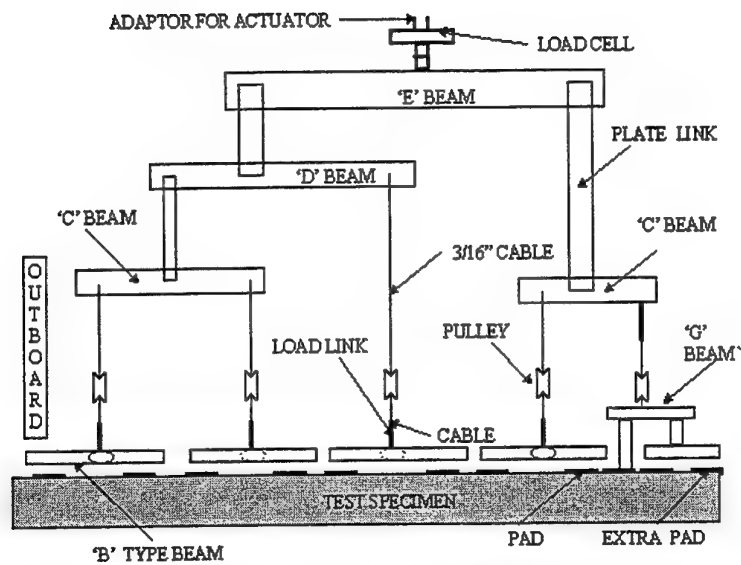 ADAPTOR FOR ACTUATOR
LOAD CELL
'E' BEAM
PLATE LINK
'D' BEAM
'C' BEAM
'C' BEAM
OUTBOARD
3/16" CABLE
'G'
BEAM
LOAD LINK
PULLEY
CABLE
TEST SPECIMEN
'B' TYPE BEAM
PAD
EXTRA PAD